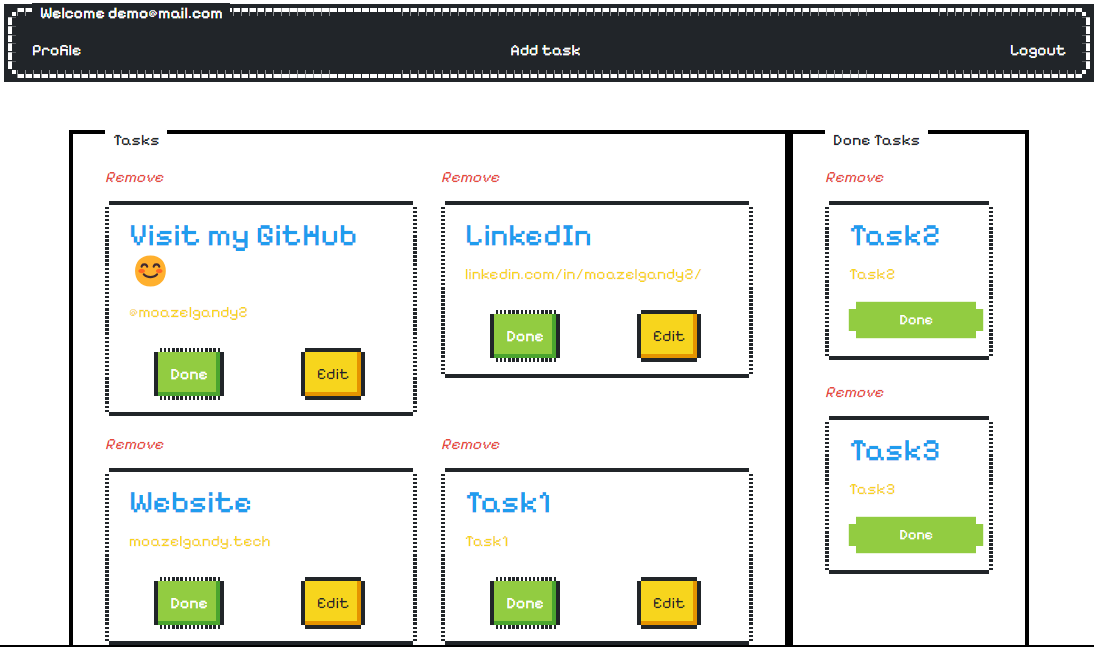 Welcome demo@mail.com
Profile
Add task
Logout
Tasks
Remove
Visit my GitHub
😊
@moazelgandy2
Done
Edit
Remove
LinkedIn
linkedin.com/in/moazelgandy2/
Done
Edit
Remove
Website
moazelgandy.tech
Done
Edit
Remove
Task1
Task1
Done
Edit
Done Tasks
Remove
Task2
Task2
Done
Remove
Task3
Task3
Done